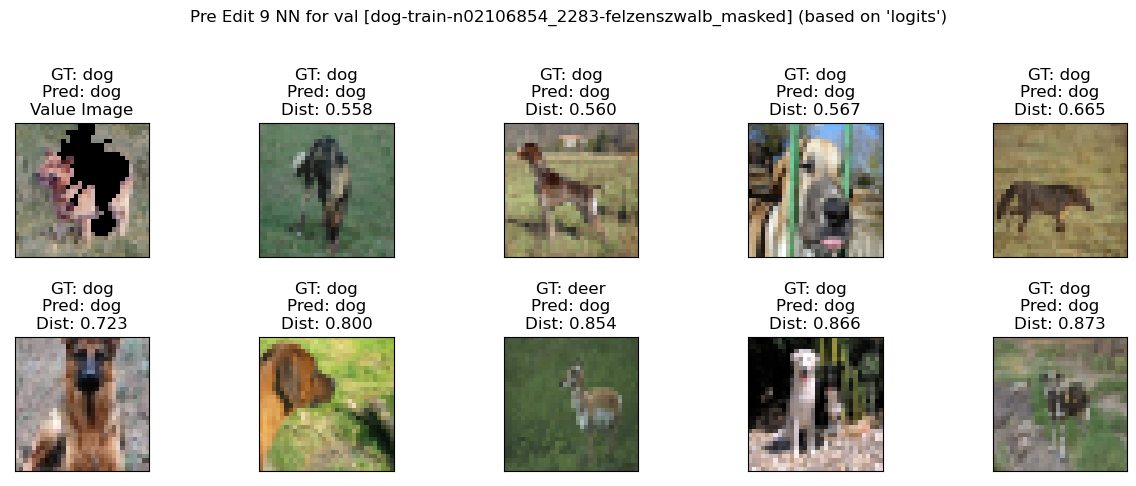 Pre Edit 9 NN for val [dog-train-n02106854_2283-felzenszwalb_masked] (based on 'logits')
GT: dog
Pred: dog
Value Image
GT: dog
Pred: dog
Dist: 0.558
GT: dog
Pred: dog
Dist: 0.560
GT: dog
Pred: dog
Dist: 0.567
GT: dog
Pred: dog
Dist: 0.665
GT: dog
Pred: dog
Dist: 0.723
GT: dog
Pred: dog
Dist: 0.800
GT: deer
Pred: dog
Dist: 0.854
GT: dog
Pred: dog
Dist: 0.866
GT: dog
Pred: dog
Dist: 0.873